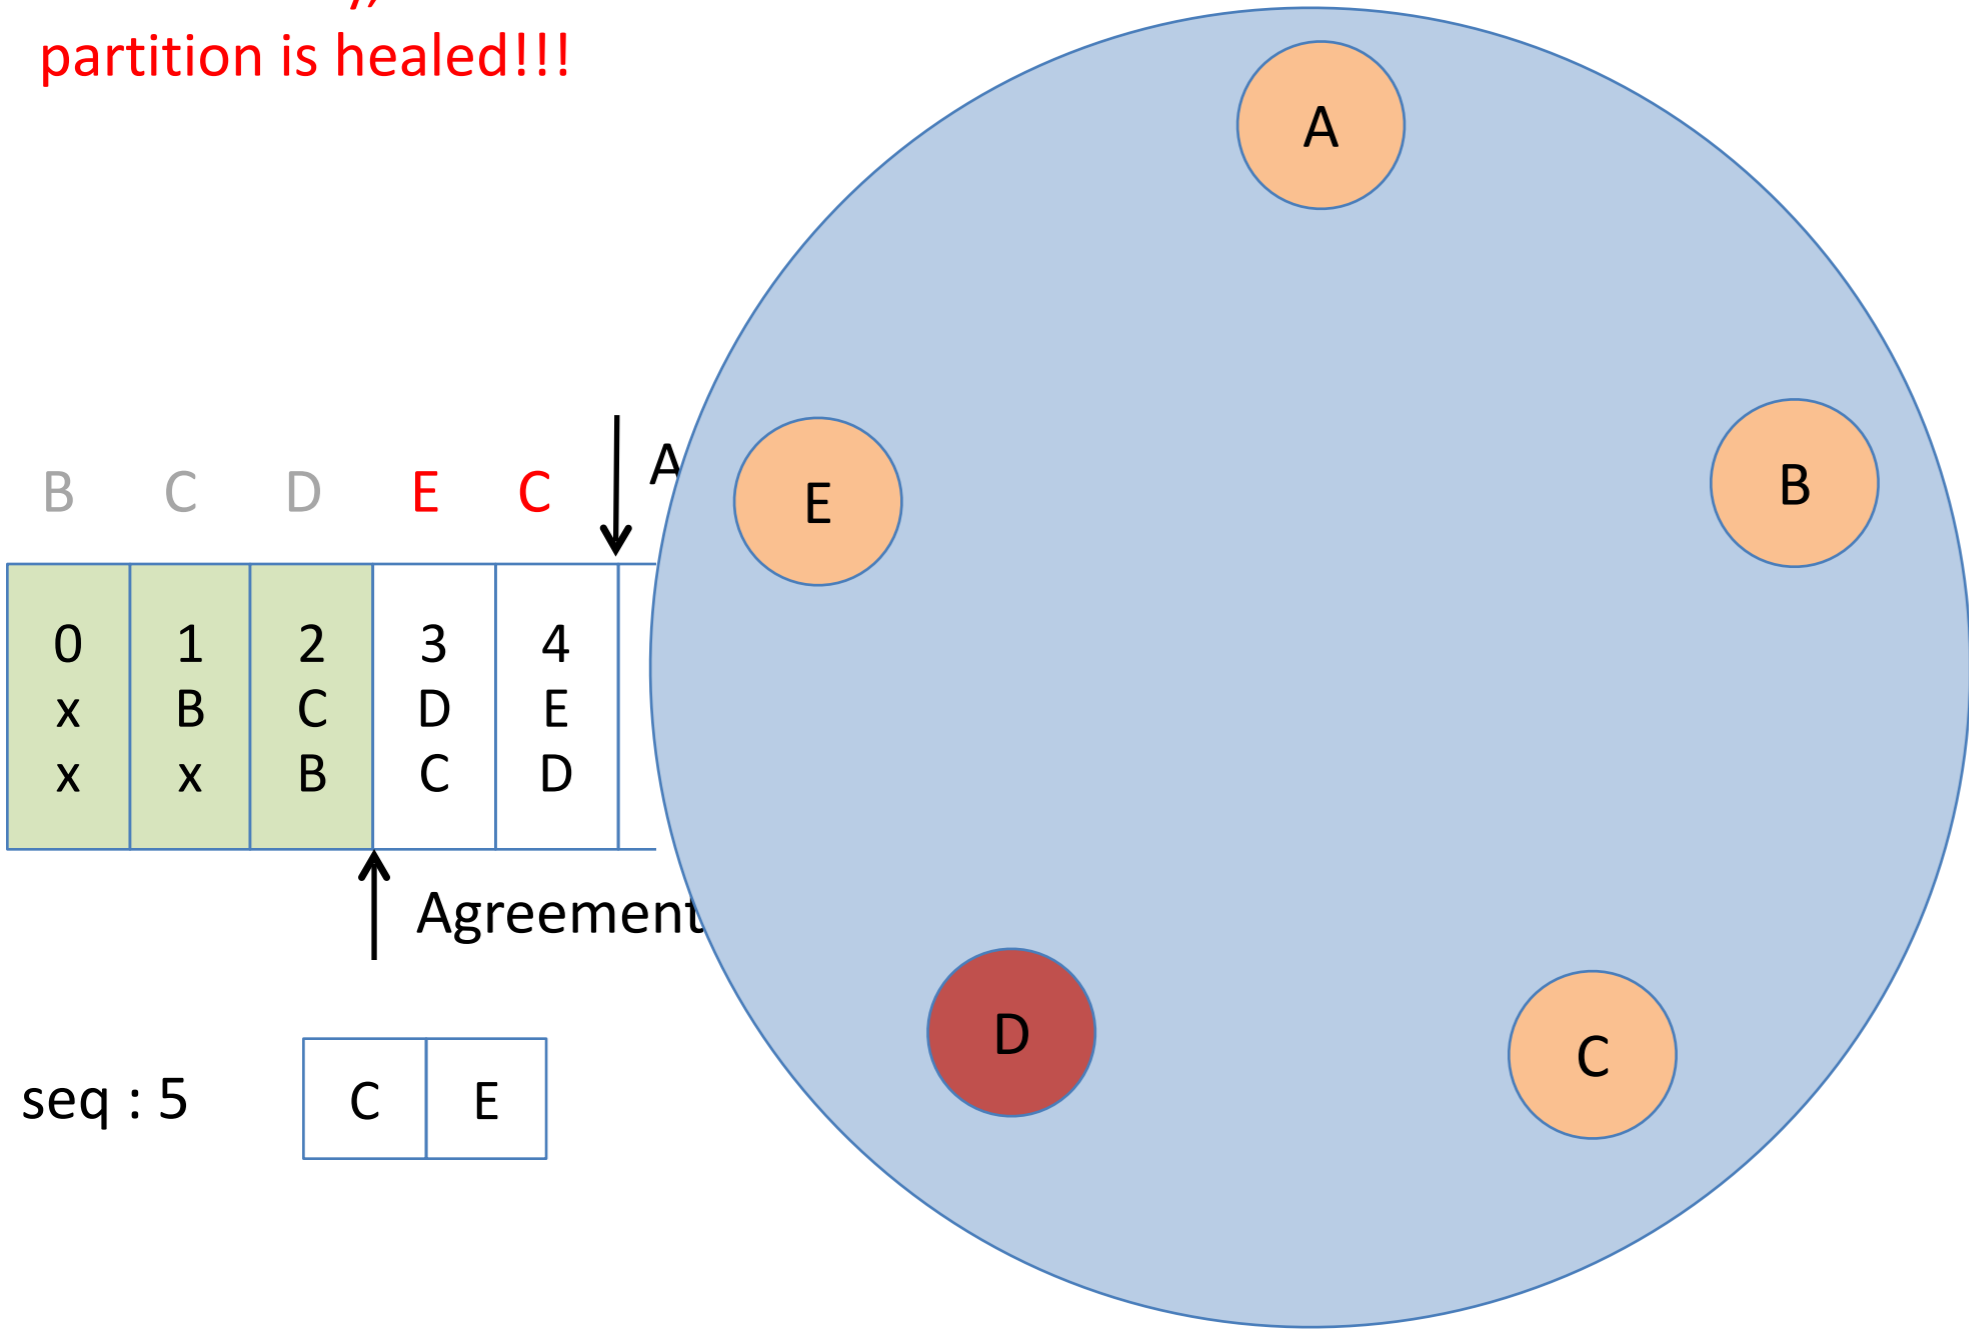 partition is healed!!!
A
E
B
B C D E C
A
0 1 2 3 4
x B C D E
x x B C D
Agreement
D
C
seq : 5
C E